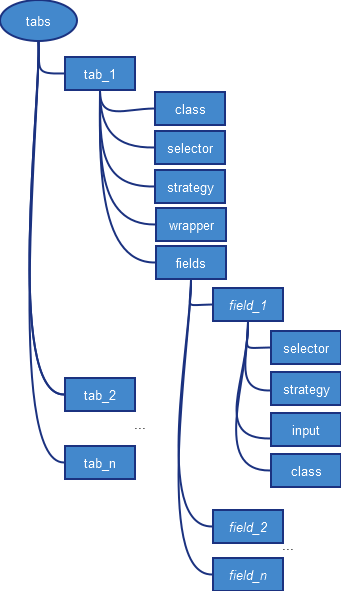 tabs
tab_1
class
selector
strategy
wrapper
fields
field_1
selector
strategy
input
class
tab_2
...
tab_n
field_2
...
field_n